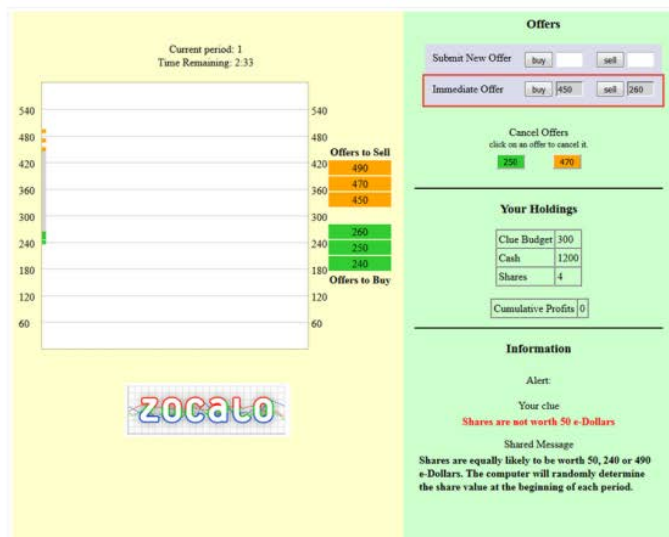 Current period: 1
Time Remaining: 2:33
540
480
420
360
300
240
180
120
60
540
480
420
360
300
240
180
120
60
Offers to Sell
490
470
450
260
250
240
Offers to Buy
ZOCALO
Offers
Submit New Offer buy sell
Immediate Offer buy 450 sell 260
Cancel Offers
click on an offer to cancel it.
250 470
Your Holdings
Clue Budget 300
Cash 1200
Shares 4
Cumulative Profits 0
Information
Alert:
Your clue
Shares are not worth 50 e-Dollars
Shared Message
Shares are equally likely to be worth 50, 240 or 490
e-Dollars. The computer will randomly determine
the share value at the beginning of each period.